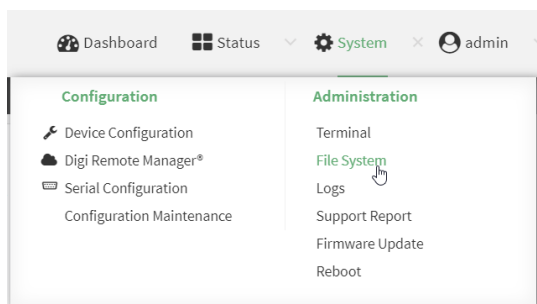 Dashboard Status System admin
Configuration
Device Configuration
Digi Remote Manager®
Serial Configuration
Configuration Maintenance
Administration
Terminal
File System
Logs
Support Report
Firmware Update
Reboot